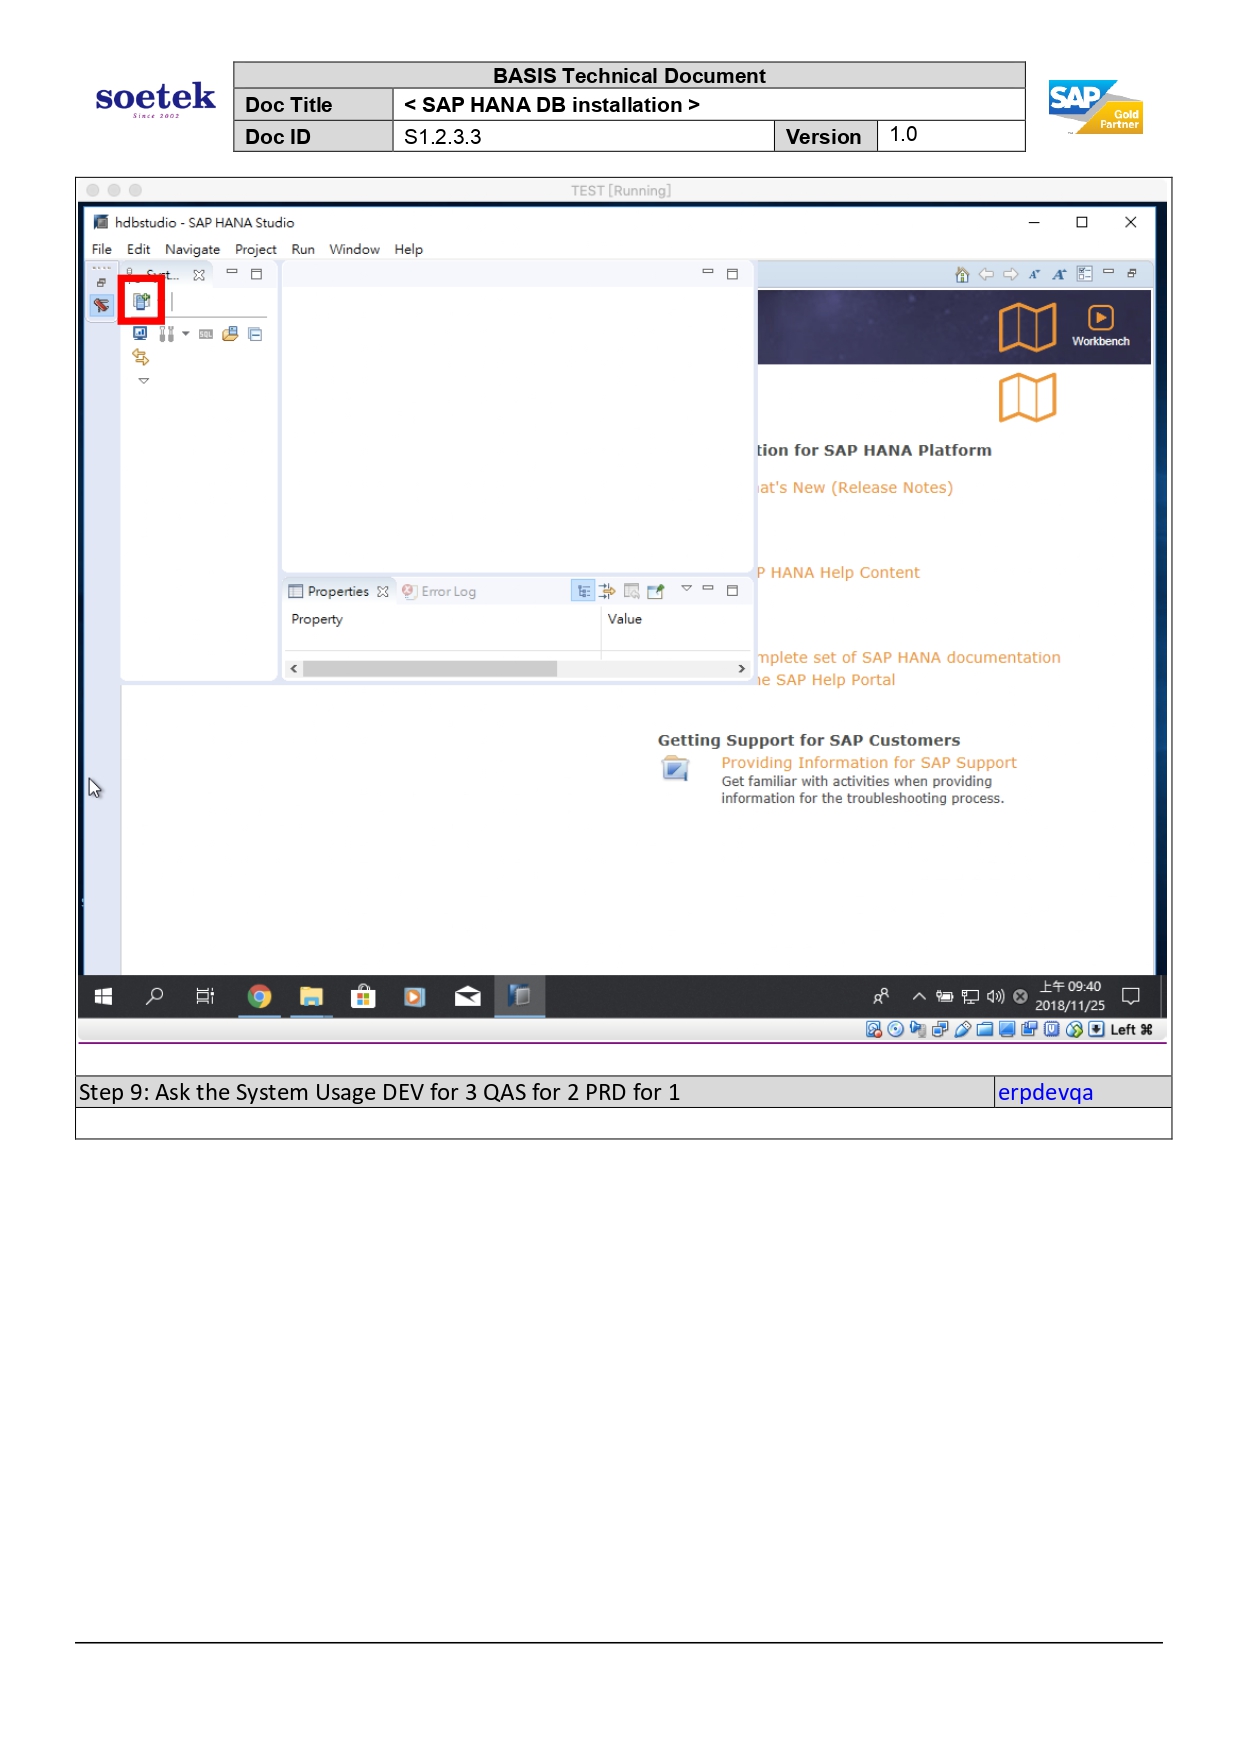 soetek
Since 2002
BASIS Technical Document
Doc Title
< SAP HANA DB installation >
Doc ID
S1.2.3.3
Version
1.0
SAP
Gold
Partner
TEST [Running]
hdbstudio - SAP HANA Studio
File Edit Navigate Project Run Window Help
Syst...
Workbench
tion for SAP HANA Platform
at's New (Release Notes)
P HANA Help Content
Properties
Error Log
Property
Value
mplete set of SAP HANA documentation
e SAP Help Portal
Getting Support for SAP Customers
Providing Information for SAP Support
Get familiar with activities when providing
information for the troubleshooting process.
上午 09:40
2018/11/25
Left ⌘
Step 9: Ask the System Usage DEV for 3 QAS for 2 PRD for 1
erpdevqa